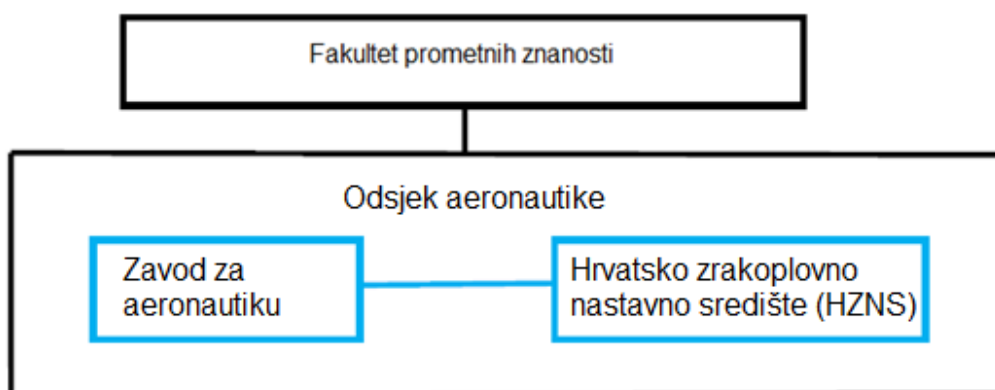 Fakultet prometnih znanosti
Odsjek aeronautike
Zavod za
aeronautiku
Hrvatsko zrakoplovno
nastavno središte (HZNS)